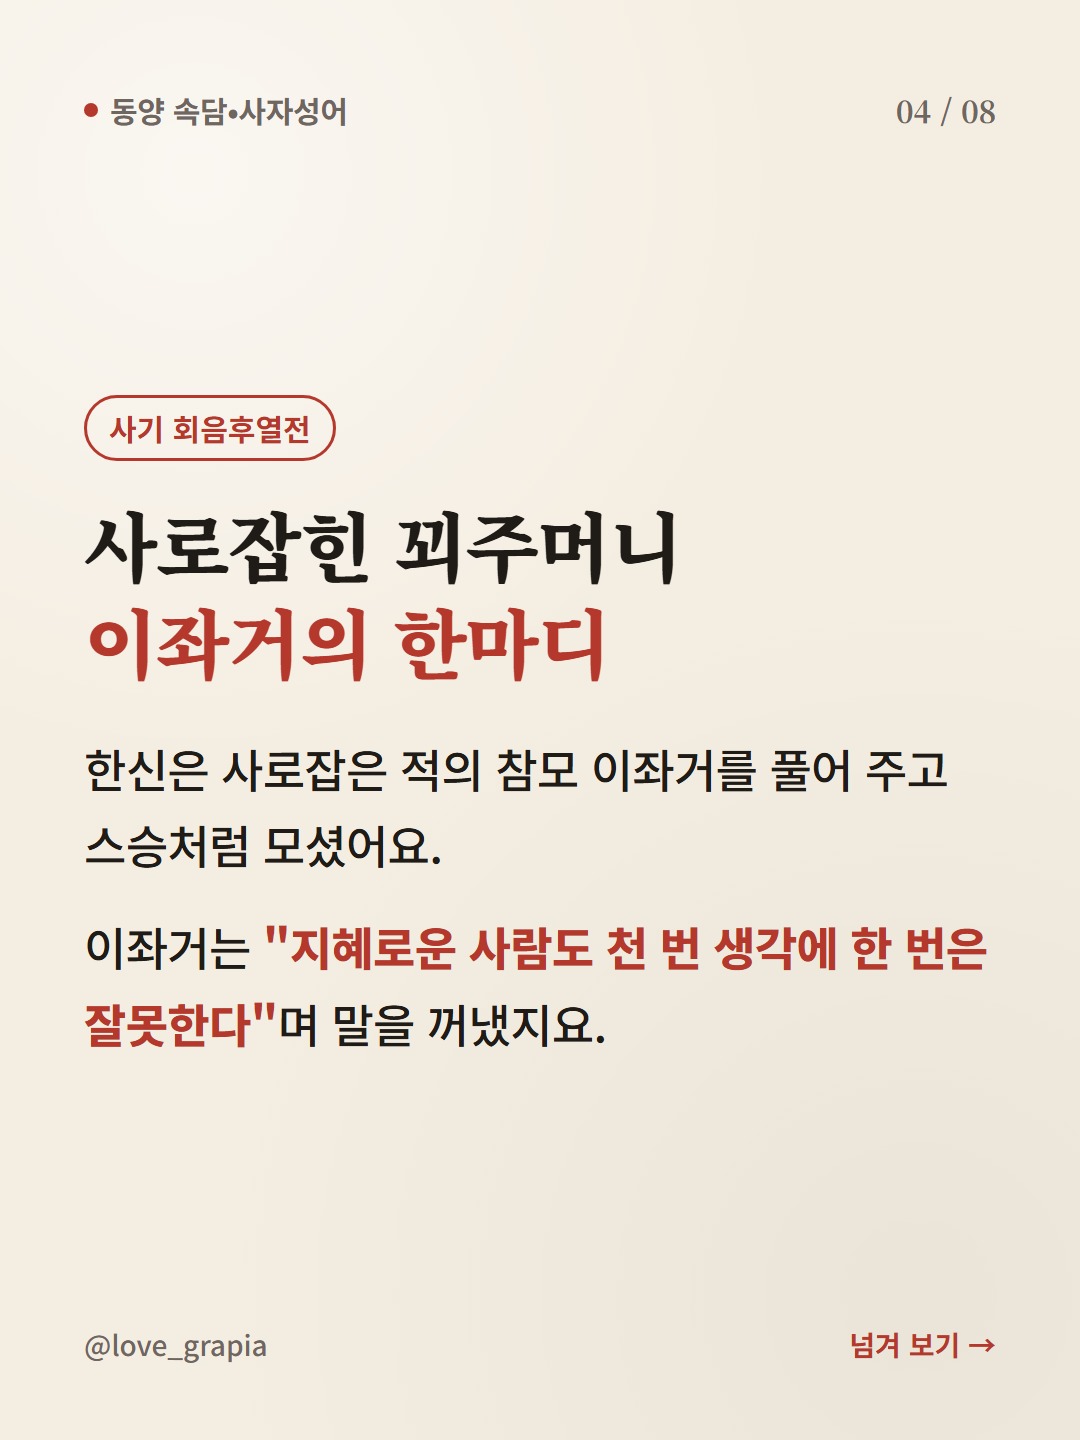 동양 속담•사자성어
04 / 08
사기 회음후열전
사로잡힌 꾀주머니
이좌거의 한마디
한신은 사로잡은 적의 참모 이좌거를 풀어 주고
스승처럼 모셨어요.
이좌거는 "지혜로운 사람도 천 번 생각에 한 번은
잘못한다"며 말을 꺼냈지요.
@love_grapia
넘겨 보기 →